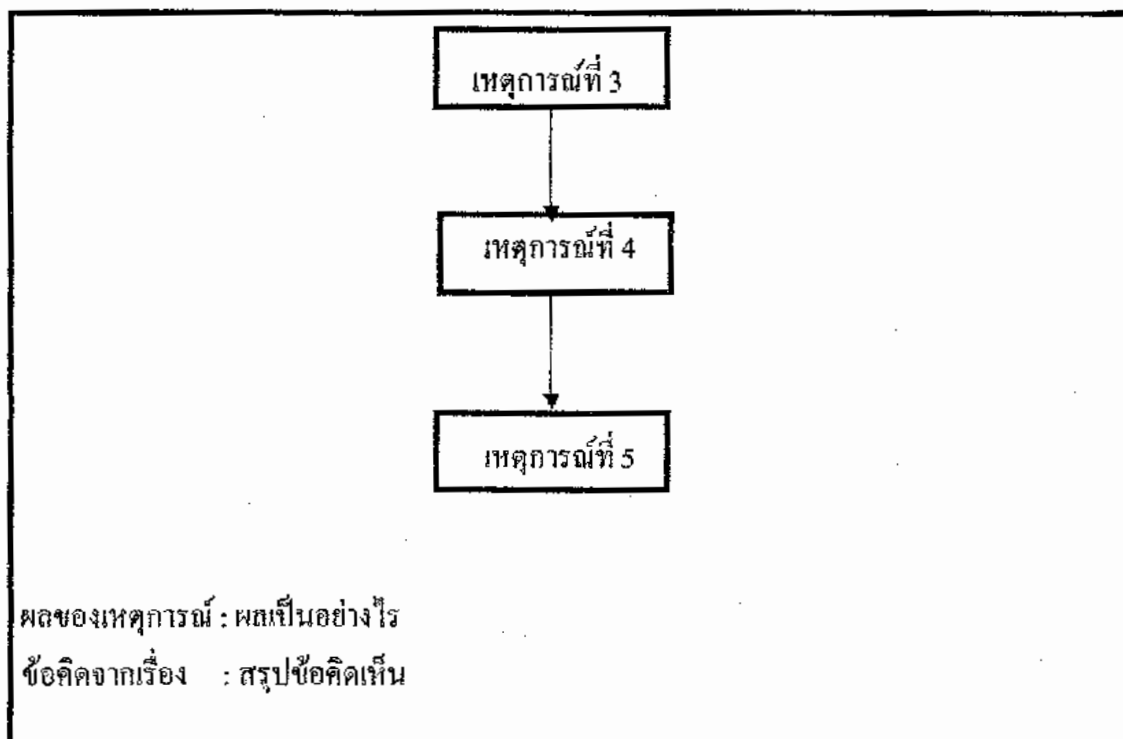 เหตุการณ์ที่ 3
เหตุการณ์ที่ 4
เหตุการณ์ที่ 5
ผลของเหตุการณ์ : ผลเป็นอย่างไร
ข้อคิดจากเรื่อง : สรุปข้อคิดเห็น